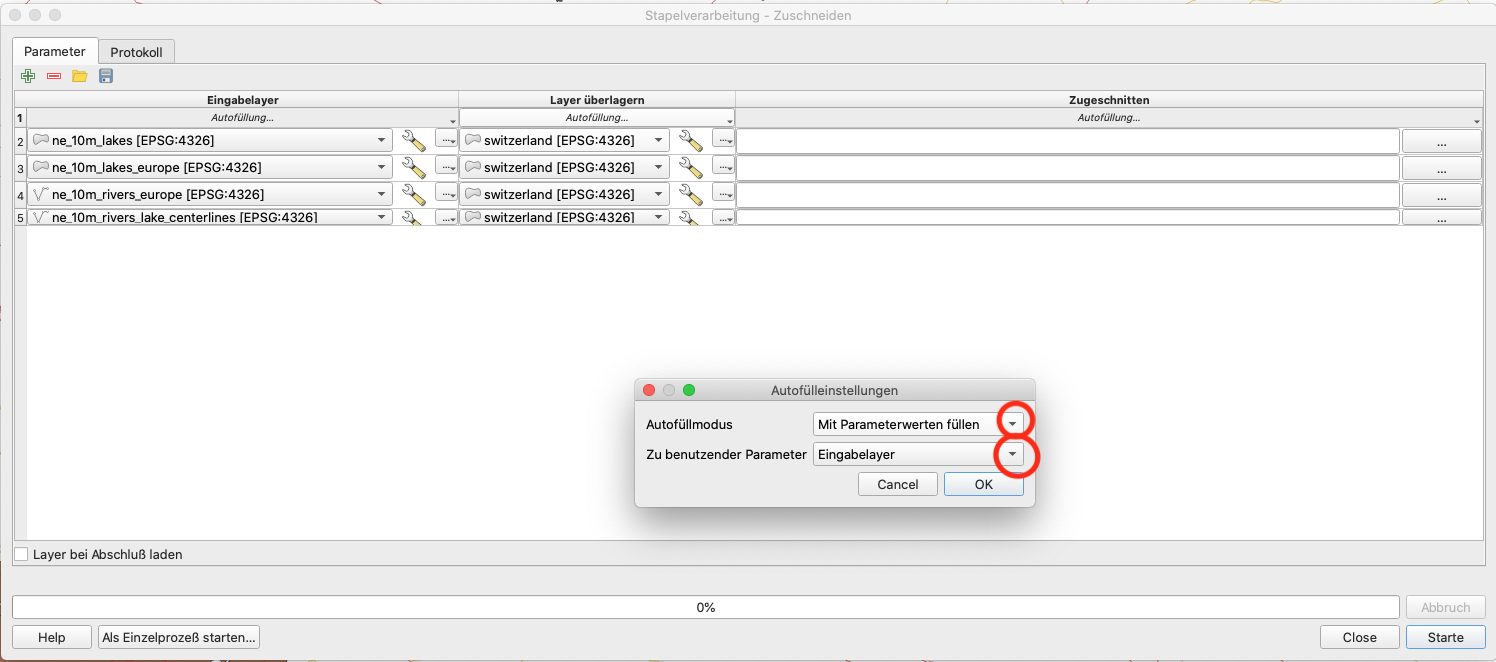 Stapelverarbeitung - Zuschneiden
Parameter Protokoll
Eingabelayer Layer überlagern Zugeschnitten
1 Autofüllung... Autofüllung... Autofüllung...
2 ne_10m_lakes [EPSG:4326] ... switzerland [EPSG:4326] ... ...
3 ne_10m_lakes_europe [EPSG:4326] ... switzerland [EPSG:4326] ... ...
4 ne_10m_rivers_europe [EPSG:4326] ... switzerland [EPSG:4326] ... ...
5 ne_10m_rivers_lake_centerlines [EPSG:4326] ... switzerland [EPSG:4326] ... ...
Autofülleinstellungen
Autofüllmodus Mit Parameterwerten füllen
Zu benutzender Parameter Eingabelayer
Cancel OK
Layer bei Abschluß laden
0% Abbruch
Help Als Einzelprozeß starten... Close Starte